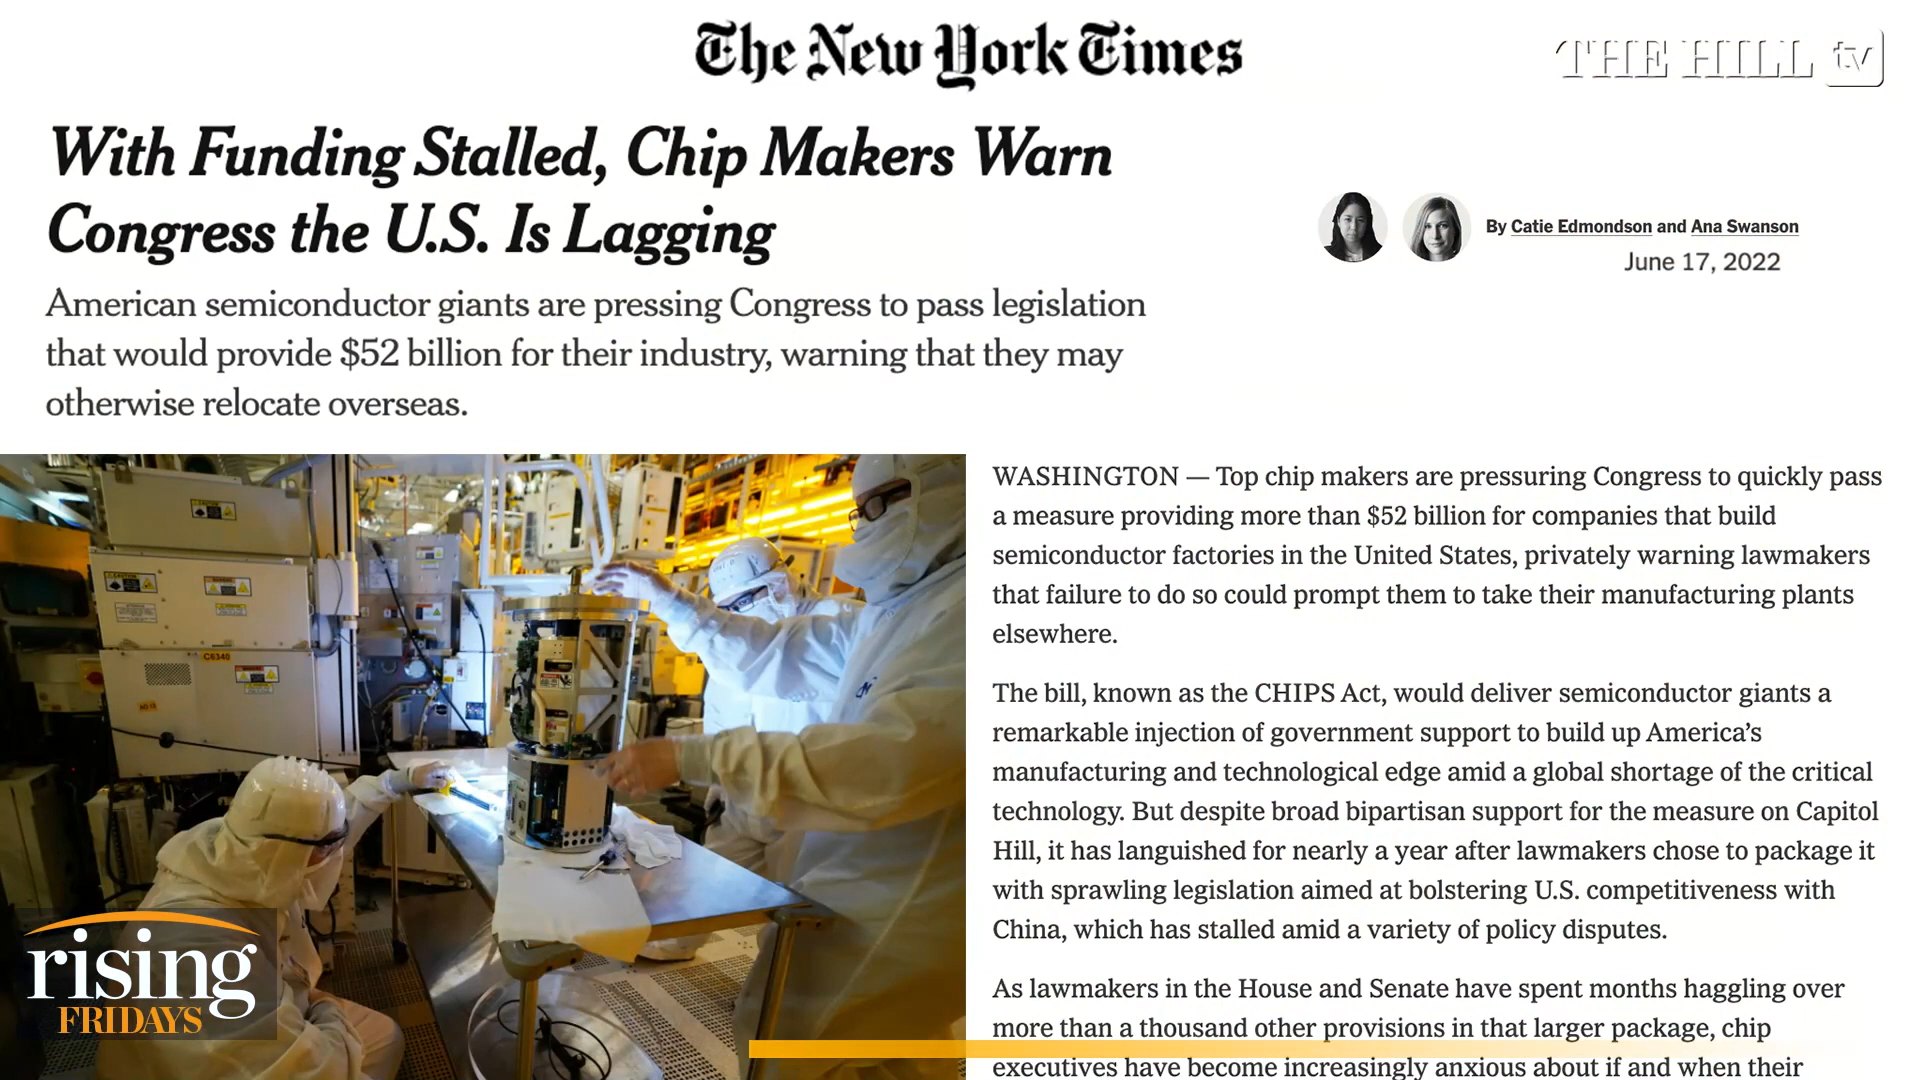 The New York Times
THE HILL tv
With Funding Stalled, Chip Makers Warn
Congress the U.S. Is Lagging
By Catie Edmondson and Ana Swanson
June 17, 2022
American semiconductor giants are pressing Congress to pass legislation
that would provide $52 billion for their industry, warning that they may
otherwise relocate overseas.
WASHINGTON — Top chip makers are pressuring Congress to quickly pass
a measure providing more than $52 billion for companies that build
semiconductor factories in the United States, privately warning lawmakers
that failure to do so could prompt them to take their manufacturing plants
elsewhere.
The bill, known as the CHIPS Act, would deliver semiconductor giants a
remarkable injection of government support to build up America’s
manufacturing and technological edge amid a global shortage of the critical
technology. But despite broad bipartisan support for the measure on Capitol
Hill, it has languished for nearly a year after lawmakers chose to package it
with sprawling legislation aimed at bolstering U.S. competitiveness with
China, which has stalled amid a variety of policy disputes.
As lawmakers in the House and Senate have spent months haggling over
more than a thousand other provisions in that larger package, chip
executives have become increasingly anxious about if and when their
C6340
rising
FRIDAYS